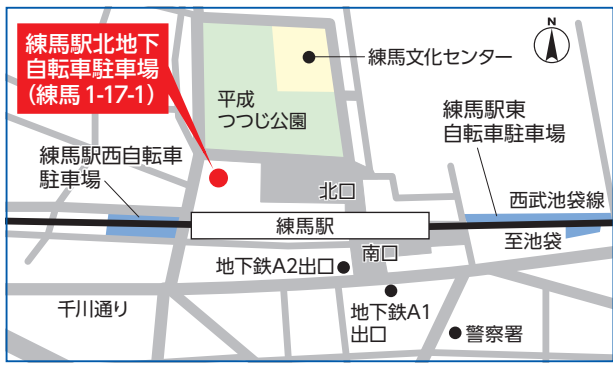 練馬駅北地下
自転車駐車場
(練馬1-17-1)
N
練馬文化センター
平成
つつじ公園
練馬駅東
自転車駐車場
練馬駅西自転車
駐車場
北口
西武池袋線
練馬駅
至池袋
南口
地下鉄A2出口
千川通り
地下鉄A1
出口
警察署